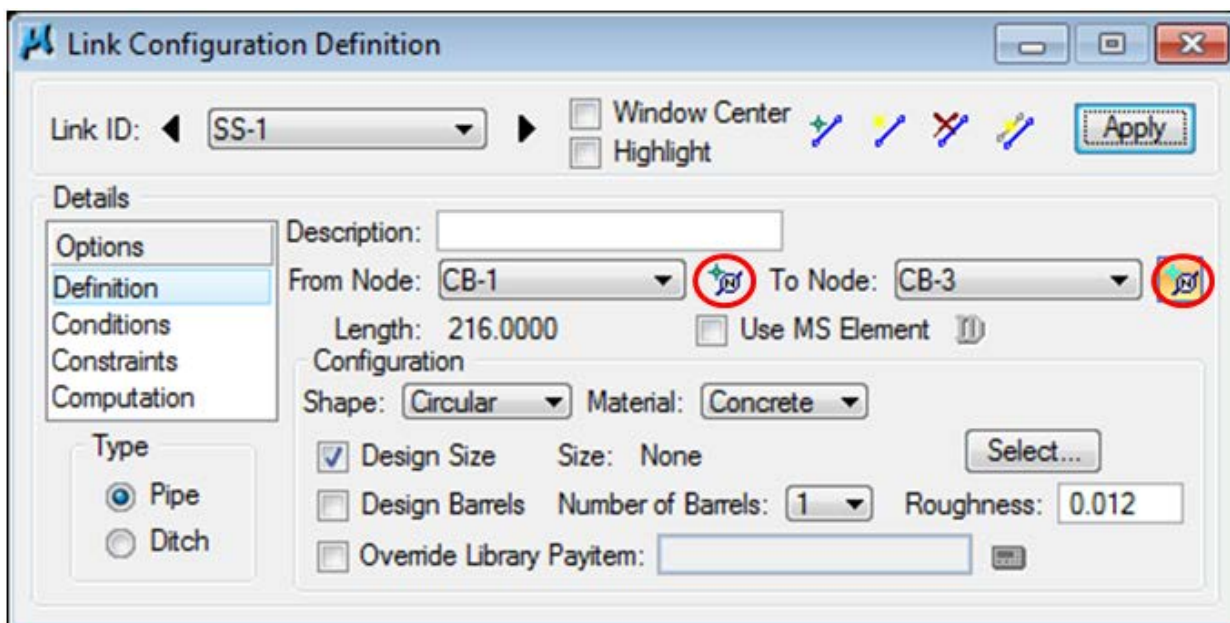 Link Configuration Definition
Link ID: SS-1 Window Center Apply
Highlight
Details
Options
Definition
Conditions
Constraints
Computation
Description:
From Node: CB-1 To Node: CB-3
Length: 216.0000 Use MS Element
Configuration
Shape: Circular Material: Concrete
Design Size Size: None Select...
Design Barrels Number of Barrels: 1 Roughness: 0.012
Override Library Payitem:
Type
Pipe
Ditch